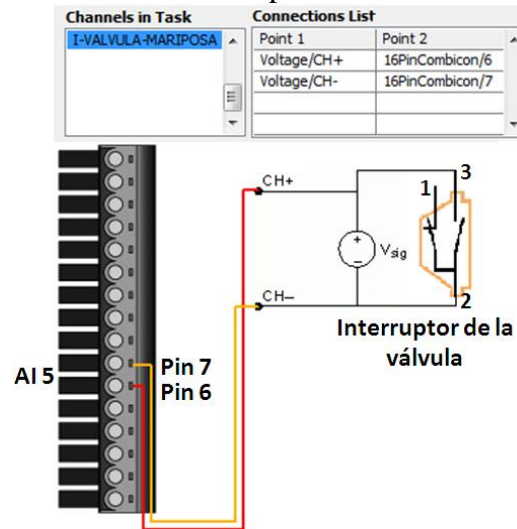 Channels in Task
Connections List
I-VALVULA-MARIPOSA
Point 1 Point 2
Voltage/CH+ 16PinCombicon/6
Voltage/CH- 16PinCombicon/7
CH+
3
1
+
Vsig
-
CH-
2
Interruptor de la
válvula
AI 5
Pin 7
Pin 6